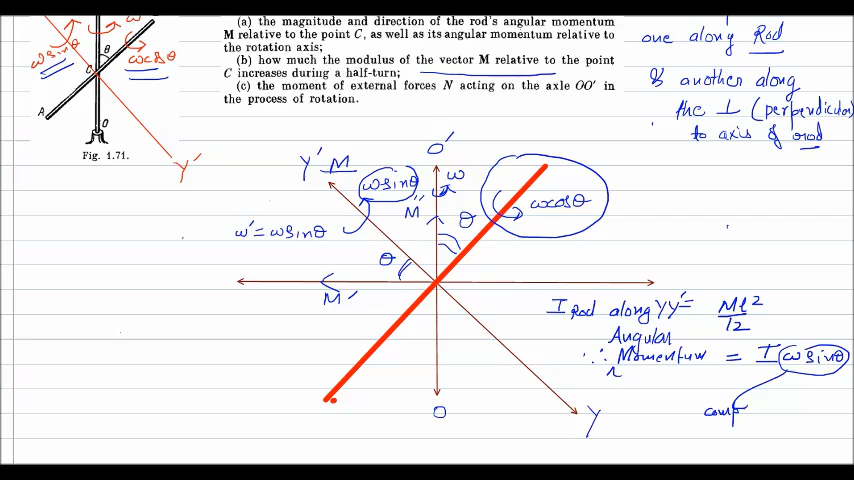 (a) the magnitude and direction of the rod's angular momentum
M relative to the point C, as well as its angular momentum relative to
the rotation axis;
(b) how much the modulus of the vector M relative to the point
C increases during a half-turn;
(c) the moment of external forces N acting on the axle OO' in
the process of rotation.
ω
ωsinθ
θ
ωcosθ
C
A
O
Y'
Fig. 1.71.
one along Rod
& another along
the ⊥ (perpendicular
to axis of rod
O'
Y' M
ωsinθ
ω
M''
θ
ωcosθ
ω' = ωsinθ
θ
M'
I Rod along YY' = Ml²/12
Angular
∴ Momentum = I ωsinθ
comp
O
Y